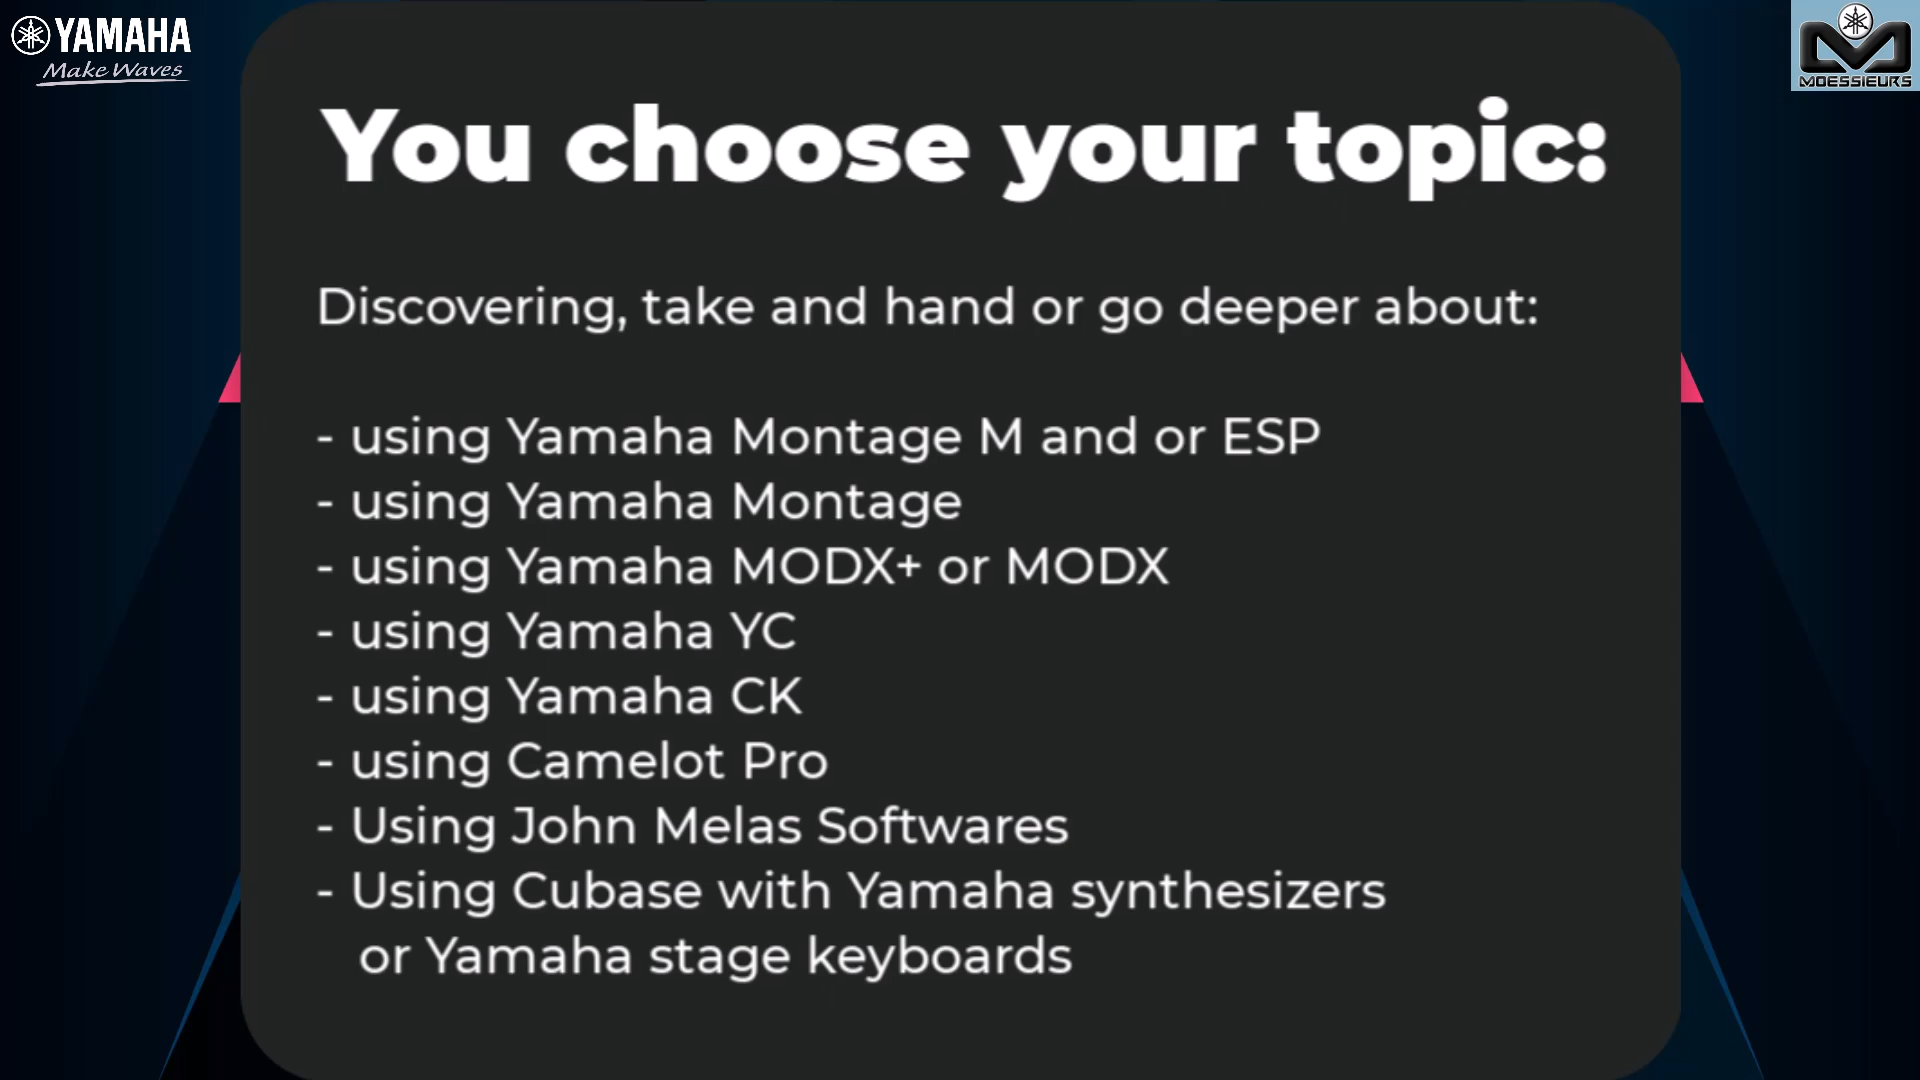 YAMAHA
Make Waves
MOESSIEURS
You choose your topic:
Discovering, take and hand or go deeper about:
- using Yamaha Montage M and or ESP
- using Yamaha Montage
- using Yamaha MODX+ or MODX
- using Yamaha YC
- using Yamaha CK
- using Camelot Pro
- Using John Melas Softwares
- Using Cubase with Yamaha synthesizers
or Yamaha stage keyboards